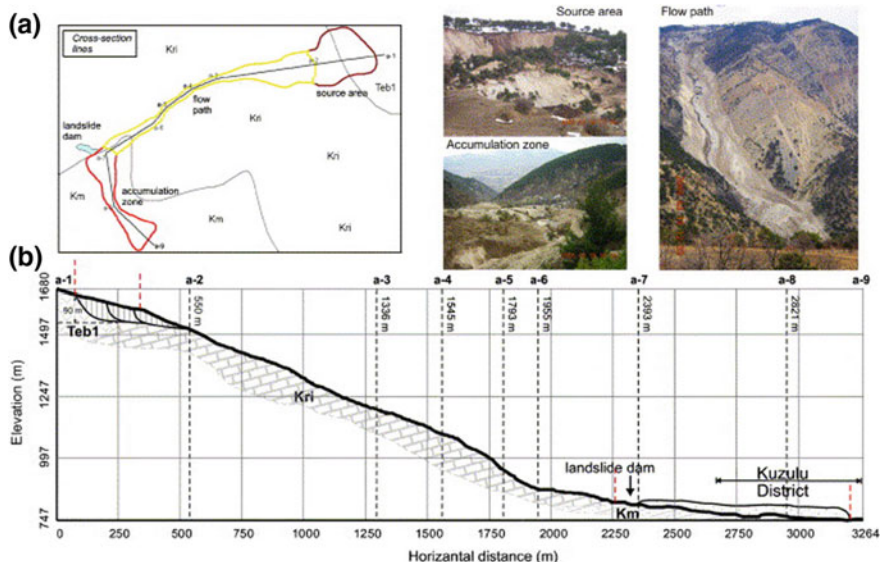 (a)
Cross-section
lines
Kri
a-1
Teb1
source area
a-4
flow
path
Kri
landslide
dam
Kri
accumulation
zone
Km
Km
Kri
a-9
Source area
Flow path
Accumulation zone
(b)
a-1
a-2
a-3
a-4
a-5
a-6
a-7
a-8
a-9
1680
1497
1247
997
747
Elevation (m)
90 m
Teb1
550 m
1336 m
1545 m
1793 m
1955 m
2393 m
2821 m
Kri
landslide dam
Km
Kuzulu
District
0
250
500
750
1000
1250
1500
1750
2000
2250
2500
2750
3000
3264
Horizantal distance (m)